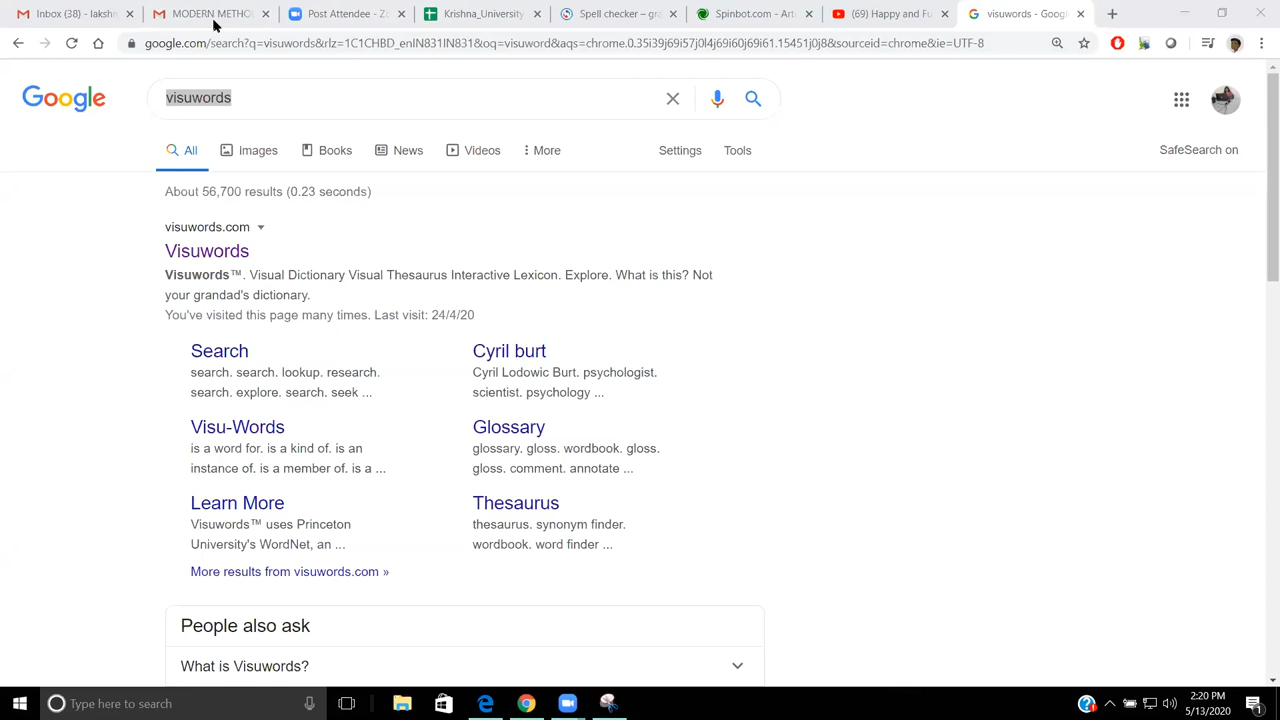 Inbox (38) - lakshm
MODERN METHO
Post Attendee - Zo
Krishna_University
Spell checker – gra
Spinbot.com - Arti
(69) Happy and Fu
visuwords - Google
google.com/search?q=visuwords&rlz=1C1CHBD_enIN831IN831&oq=visuword&aqs=chrome.0.35i39j69i57j0l4j69i60j69i61.15451j0j8&sourceid=chrome&ie=UTF-8
Google
visuwords
All
Images
Books
News
Videos
More
Settings
Tools
SafeSearch on
About 56,700 results (0.23 seconds)
visuwords.com
Visuwords
Visuwords™. Visual Dictionary Visual Thesaurus Interactive Lexicon. Explore. What is this? Not
your grandad's dictionary.
You've visited this page many times. Last visit: 24/4/20
Search
search. search. lookup. research.
search. explore. search. seek ...
Cyril burt
Cyril Lodowic Burt. psychologist.
scientist. psychology ...
Visu-Words
is a word for. is a kind of. is an
instance of. is a member of. is a ...
Glossary
glossary. gloss. wordbook. gloss.
gloss. comment. annotate ...
Learn More
Visuwords™ uses Princeton
University's WordNet, an ...
Thesaurus
thesaurus. synonym finder.
wordbook. word finder ...
More results from visuwords.com »
People also ask
What is Visuwords?
Type here to search
2:20 PM
5/13/2020